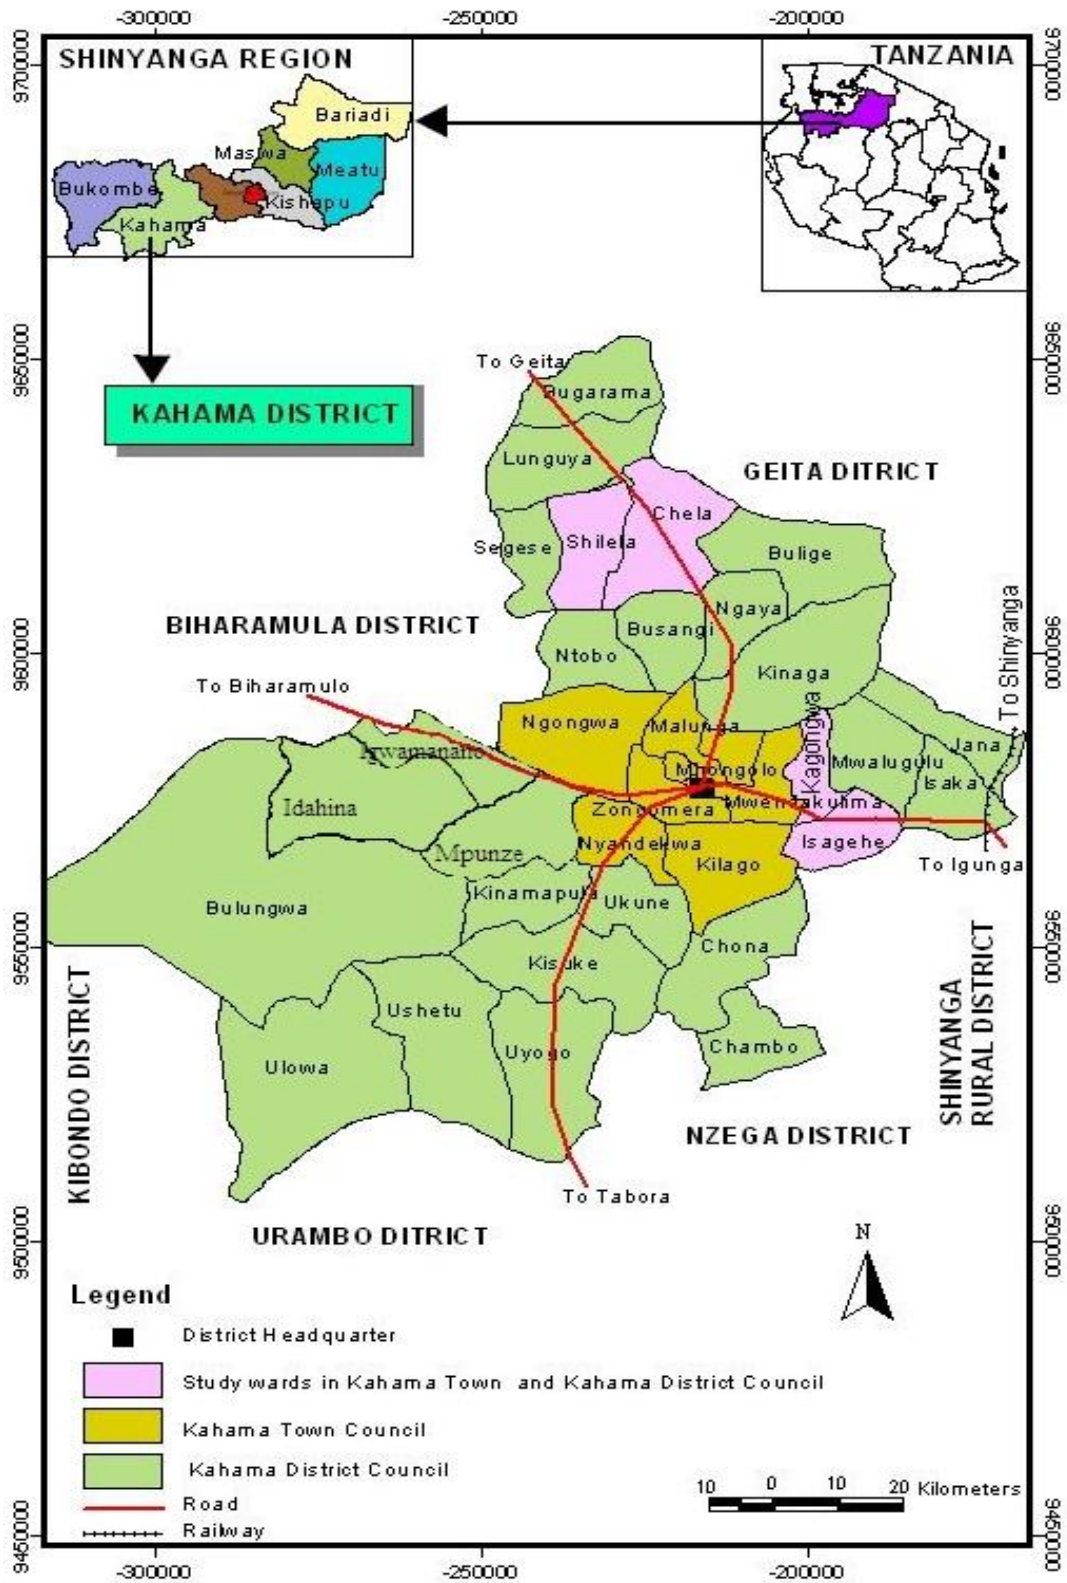 -300000
-250000
-200000
9700000
9700000
SHINYANGA REGION
TANZANIA
Bariadi
Maswa
Meatu
Bukombe
Kishapu
Kahama
9650000
9650000
To Geita
KAHAMA DISTRICT
Bugarama
Lunguya
GEITA DITRICT
Chela
Shilela
Segese
Bulige
Ngaya
To Shinyanga
BIHARAMULA DISTRICT
Busangi
Ntobo
9600000
9600000
Kinaga
To Biharamulo
Ngongwa
Malunga
Kagongwa
Igwamanano
Jana
Mwalugulu
Mhongolo
Isaka
Idahina
Zongomera
Mwendakulima
Nyandekwa
Isagehe
Mpunze
Kilago
To Igunga
Kinamapula
Ukune
Bulungwa
Chona
9550000
9550000
Kisuke
Ushetu
SHINYANGA
RURAL DISTRICT
KIBONDO DISTRICT
Uyogo
Chambo
Ulowa
NZEGA DISTRICT
To Tabora
URAMBO DITRICT
9500000
9500000
N
Legend
District Headquarter
Study wards in Kahama Town and Kahama District Council
Kahama Town Council
Kahama District Council
10 0 10 20 Kilometers
Road
Railway
9450000
9450000
-300000
-250000
-200000